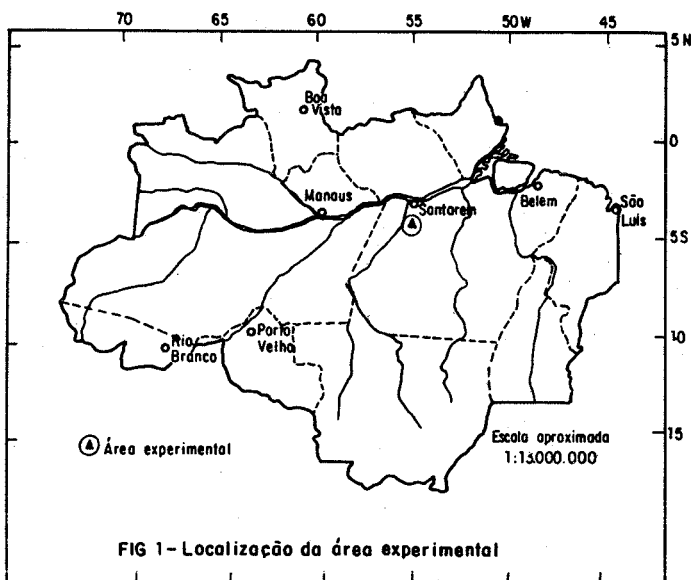 70 65 60 55 50W 45
5N
Boa
Vista
0
Manaus
Santarem
Belem
São
Luis
5S
Rio
Branco
Porto
Velho
10
Área experimental
Escala aproximada
1:13.000.000
15
FIG 1-Localização da área experimental